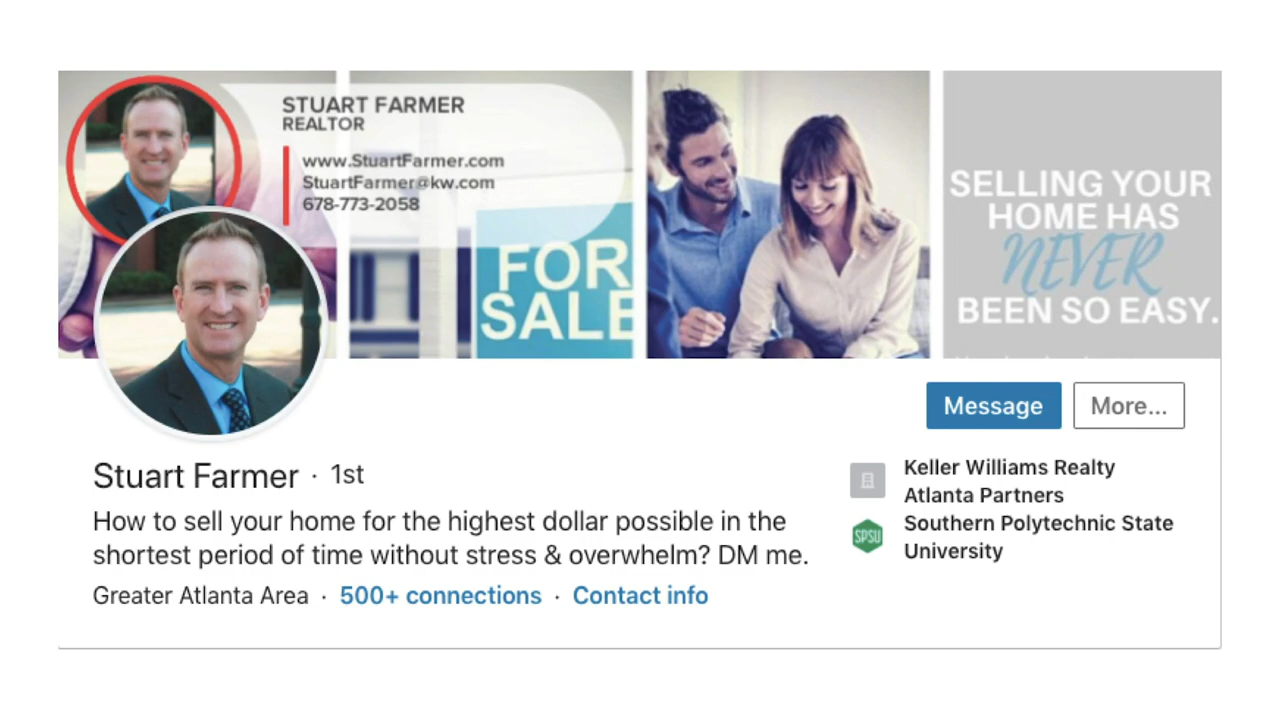 STUART FARMER
REALTOR
www.StuartFarmer.com
StuartFarmer@kw.com
678-773-2058
FOR
SALE
SELLING YOUR
HOME HAS
NEVER
BEEN SO EASY.
Message
More...
Stuart Farmer · 1st
How to sell your home for the highest dollar possible in the
shortest period of time without stress & overwhelm? DM me.
Greater Atlanta Area · 500+ connections · Contact info
Keller Williams Realty
Atlanta Partners
SPSU
Southern Polytechnic State
University